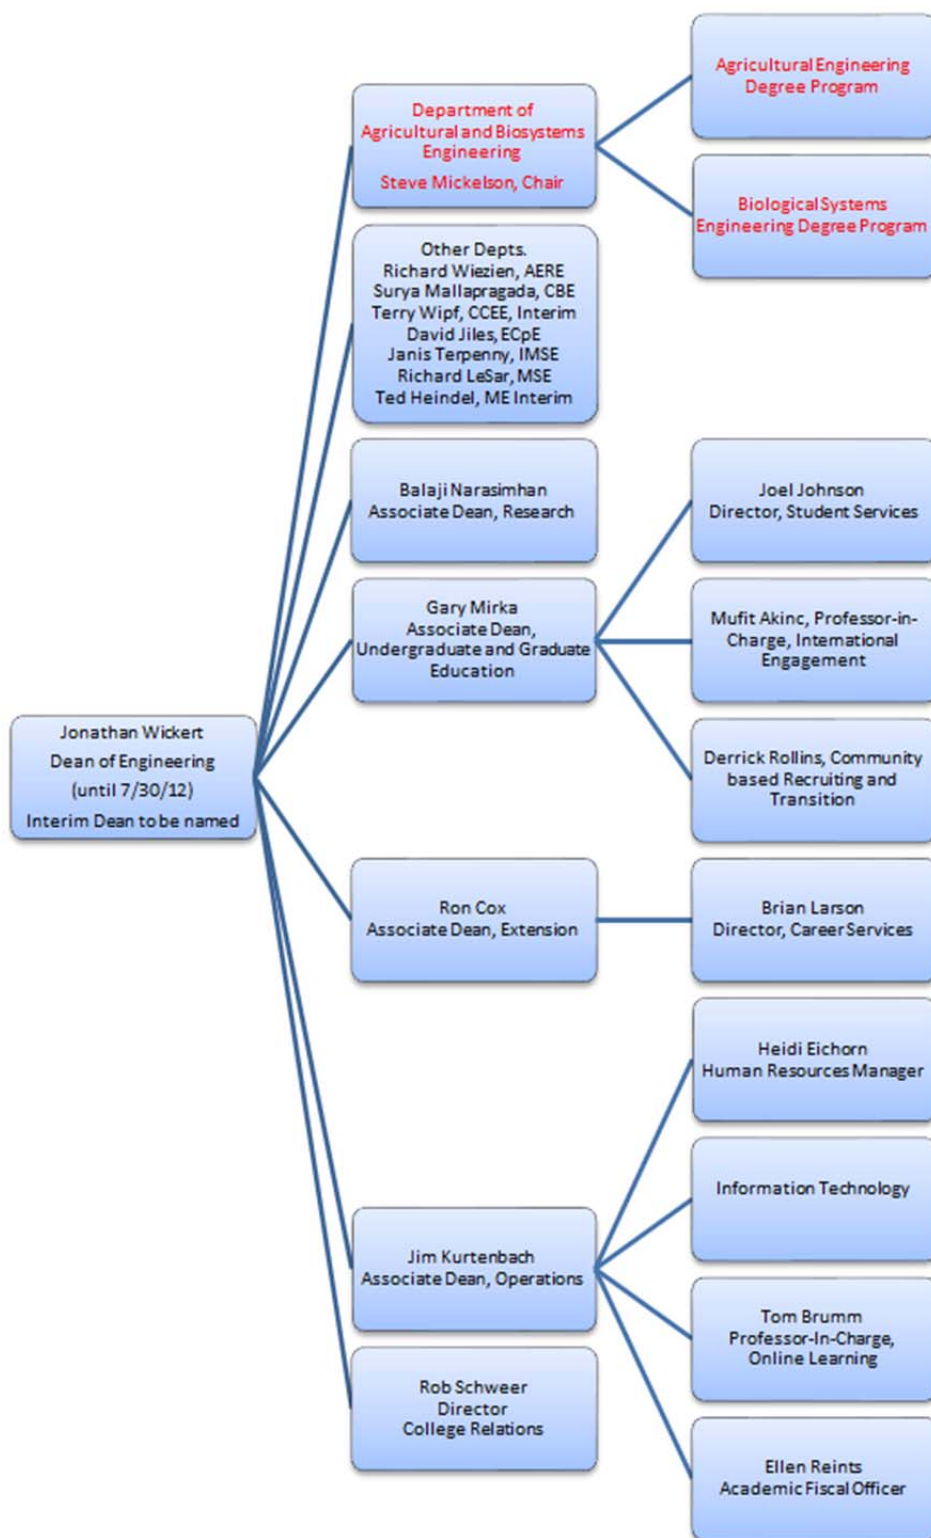 Jonathan Wickert
Dean of Engineering
(until 7/30/12)
Interim Dean to be named
Department of
Agricultural and Biosystems
Engineering
Steve Mickelson, Chair
Agricultural Engineering
Degree Program
Biological Systems
Engineering Degree Program
Other Depts.
Richard Wiezien, AERE
Surya Mallapragada, CBE
Terry Wipf, CCEE, Interim
David Jiles, ECpE
Janis Terpenny, IMSE
Richard LeSar, MSE
Ted Heindel, ME Interim
Balaji Narasimhan
Associate Dean, Research
Gary Mirka
Associate Dean,
Undergraduate and Graduate
Education
Joel Johnson
Director, Student Services
Mufit Akinc, Professor-in-
Charge, International
Engagement
Derrick Rollins, Community
based Recruiting and
Transition
Ron Cox
Associate Dean, Extension
Brian Larson
Director, Career Services
Jim Kurtenbach
Associate Dean, Operations
Heidi Eichorn
Human Resources Manager
Information Technology
Tom Brumm
Professor-In-Charge,
Online Learning
Ellen Reints
Academic Fiscal Officer
Rob Schweer
Director
College Relations